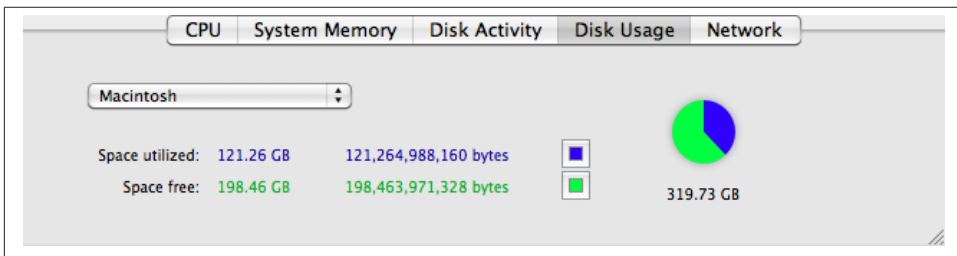 CPU System Memory Disk Activity Disk Usage Network
Macintosh
Space utilized: 121.26 GB 121,264,988,160 bytes
Space free: 198.46 GB 198,463,971,328 bytes
319.73 GB